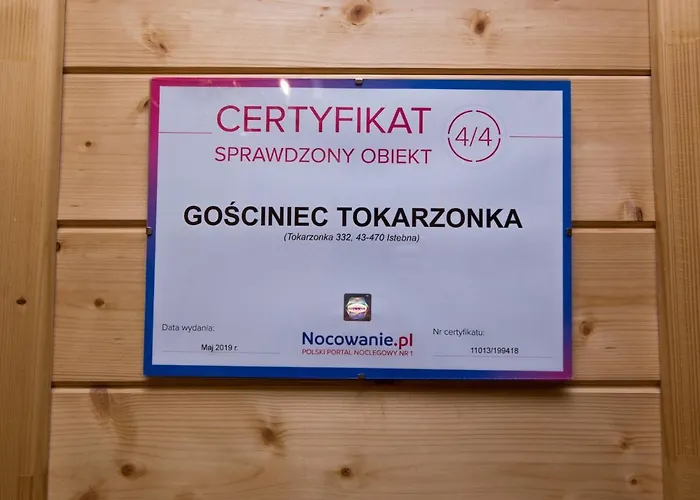 CERTYFIKAT
4/4
SPRAWDZONY OBIEKT
GOŚCINIEC TOKARZONKA
(Tokarzonka 332, 43-470 Istebna)
Data wydania:
Maj 2019 r.
Nocowanie.pl
POLSKI PORTAL NOCLEGOWY NR 1
Nr certyfikatu:
11013/199418